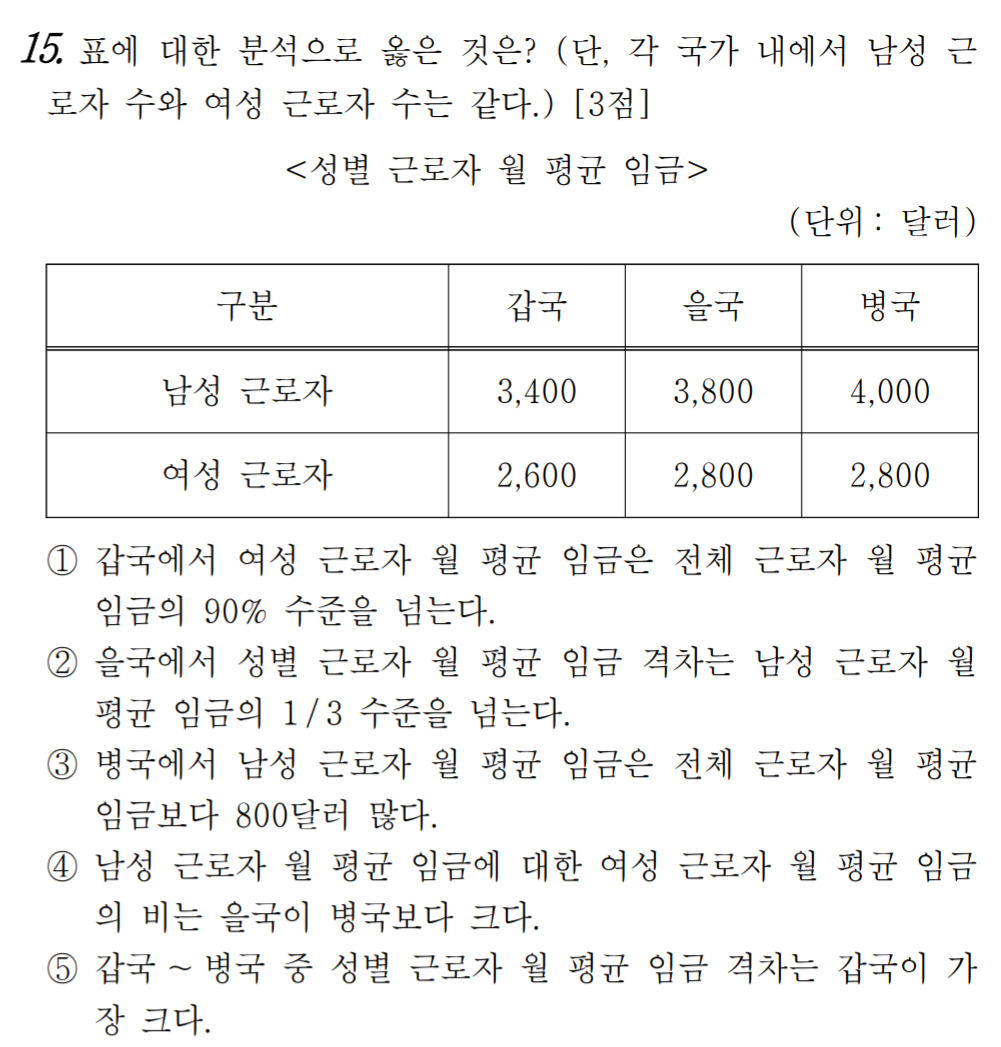 15. 표에 대한 분석으로 옳은 것은? (단, 각 국가 내에서 남성 근
로자 수와 여성 근로자 수는 같다.) [3점]
<성별 근로자 월 평균 임금>
(단위 : 달러)
구분 갑국 을국 병국
남성 근로자 3,400 3,800 4,000
여성 근로자 2,600 2,800 2,800
① 갑국에서 여성 근로자 월 평균 임금은 전체 근로자 월 평균
임금의 90% 수준을 넘는다.
② 을국에서 성별 근로자 월 평균 임금 격차는 남성 근로자 월
평균 임금의 1/3 수준을 넘는다.
③ 병국에서 남성 근로자 월 평균 임금은 전체 근로자 월 평균
임금보다 800달러 많다.
④ 남성 근로자 월 평균 임금에 대한 여성 근로자 월 평균 임금
의 비는 을국이 병국보다 크다.
⑤ 갑국 ~ 병국 중 성별 근로자 월 평균 임금 격차는 갑국이 가
장 크다.